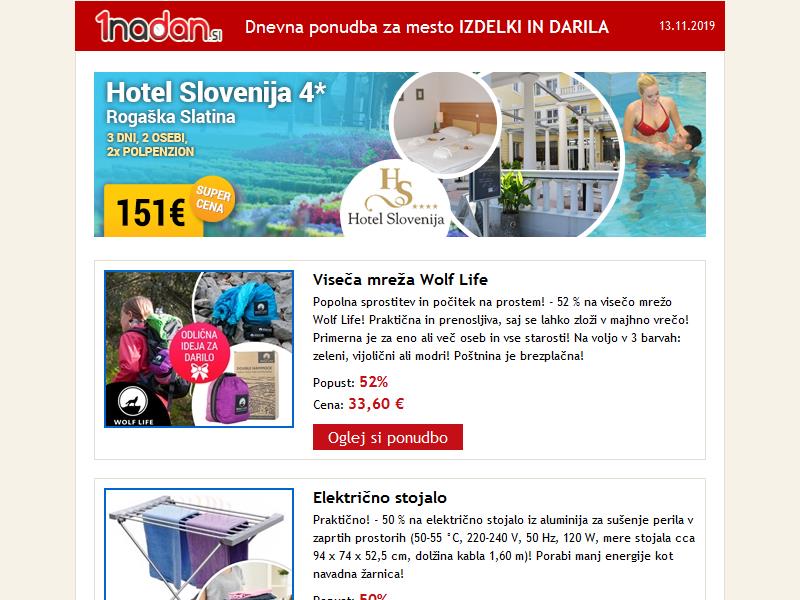 1nadan.SI
Dnevna ponudba za mesto IZDELKI IN DARILA
13.11.2019
Hotel Slovenija 4*
Rogaška Slatina
3 DNI, 2 OSEBI,
2x POLPENZION
151€
SUPER
CENA
HS
Hotel Slovenija
Viseča mreža Wolf Life
Popolna sprostitev in počitek na prostem! - 52 % na visečo mrežo
Wolf Life! Praktična in prenosljiva, saj se lahko zloži v majhno vrečo!
Primerna je za eno ali več oseb in vse starosti! Na voljo v 3 barvah:
zeleni, vijolični ali modri! Poštnina je brezplačna!
Popust: 52%
Cena: 33,60 €
Oglej si ponudbo
ODLIČNA
IDEJA ZA
DARILO
WOLF LIFE
Električno stojalo
Praktično! - 50 % na električno stojalo iz aluminija za sušenje perila v
zaprtih prostorih (50-55 °C, 220-240 V, 50 Hz, 120 W, mere stojala cca
94 x 74 x 52,5 cm, dolžina kabla 1,60 m)! Porabi manj energije kot
navadna žarnica!
Popust: 50%